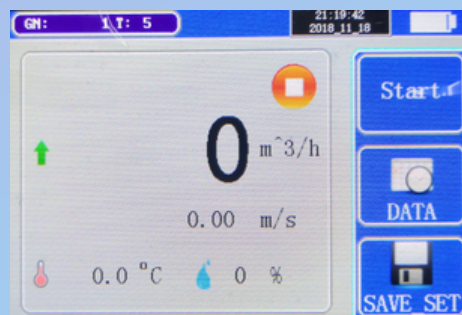 GN: 1 T: 5
21:19:42
2018_11_18
Start
0 m^3/h
0.00 m/s
DATA
0.0 °C 0 %
SAVE_SET